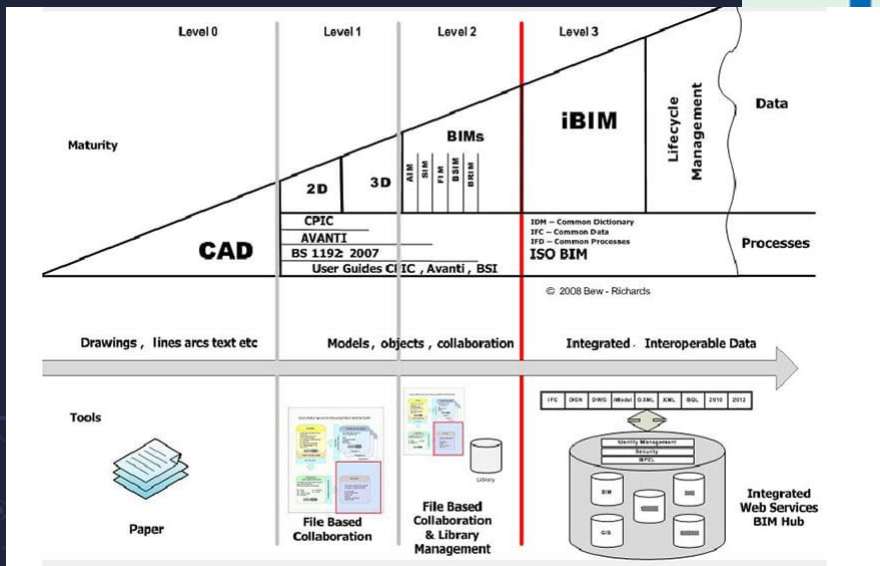 Level 0
Level 1
Level 2
Level 3
Maturity
Data
Lifecycle
Management
iBIM
BIMs
AIM
SIM
FIM
BSIM
BRIM
2D
3D
CAD
CPIC
AVANTI
BS 1192: 2007
User Guides CPIC , Avanti , BSI
IDM – Common Dictionary
IFC – Common Data
IFD – Common Processes
ISO BIM
Processes
© 2008 Bew - Richards
Drawings , lines arcs text etc
Models , objects , collaboration
Integrated . Interoperable Data
Tools
Paper
File Based
Collaboration
Library
File Based
Collaboration
& Library
Management
IFC
DGN
DWG
iModel
XML
SQL
2010
2012
Identity Management
Security
BIM
GIS
Integrated
Web Services
BIM Hub